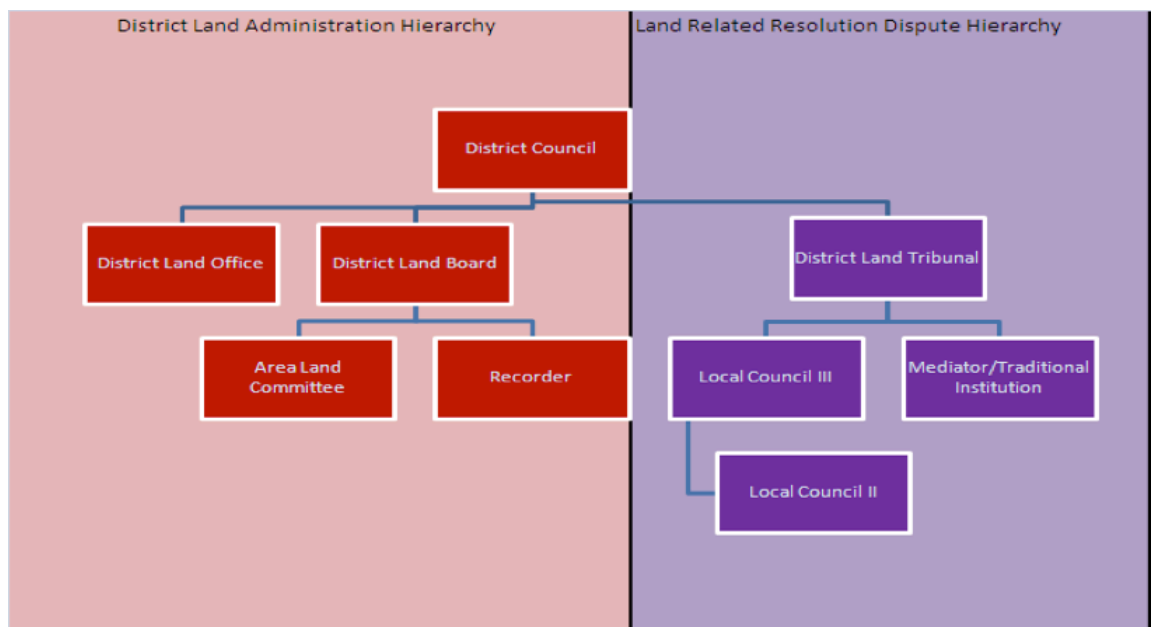 District Land Administration Hierarchy
Land Related Resolution Dispute Hierarchy
District Council
District Land Office
District Land Board
District Land Tribunal
Area Land
Committee
Recorder
Local Council III
Mediator/Traditional
Institution
Local Council II